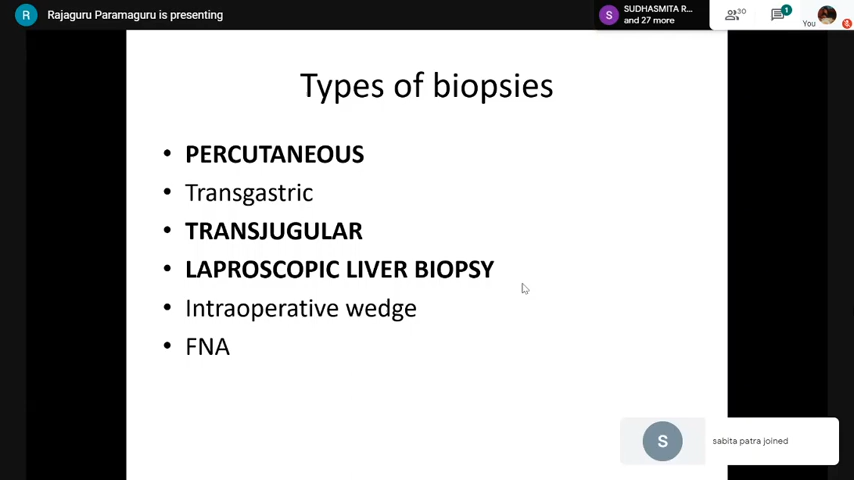 R Rajaguru Paramaguru is presenting
S SUDHASMITA R...
and 27 more
30
1
You
Types of biopsies
• PERCUTANEOUS
• Transgastric
• TRANSJUGULAR
• LAPROSCOPIC LIVER BIOPSY
• Intraoperative wedge
• FNA
S sabita patra joined